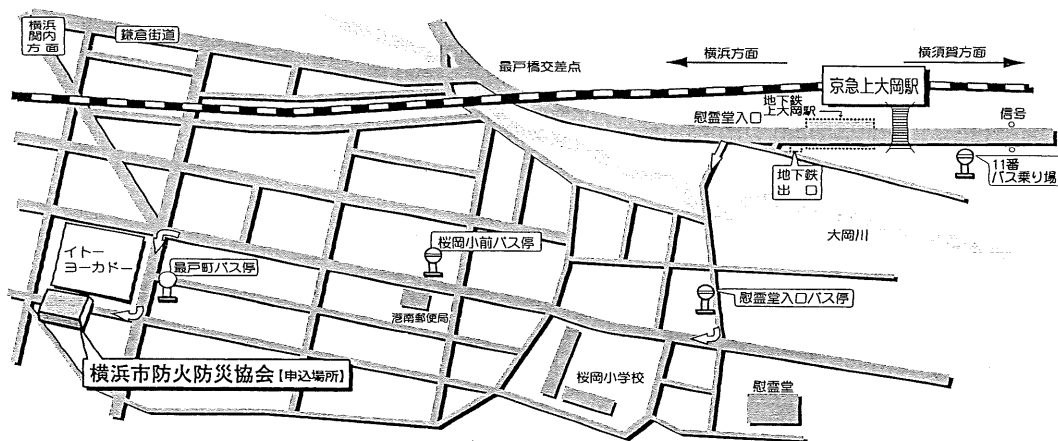 横浜
関内
方面
鎌倉街道
最戸橋交差点
横浜方面
横須賀方面
京急上大岡駅
地下鉄
上大岡駅
慰霊堂入口
信号
地下鉄
出口
11番
バス乗り場
大岡川
イトー
ヨーカドー
最戸町バス停
桜岡小前バス停
港南郵便局
慰霊堂入口バス停
横浜市防火防災協会【申込場所】
桜岡小学校
慰霊堂